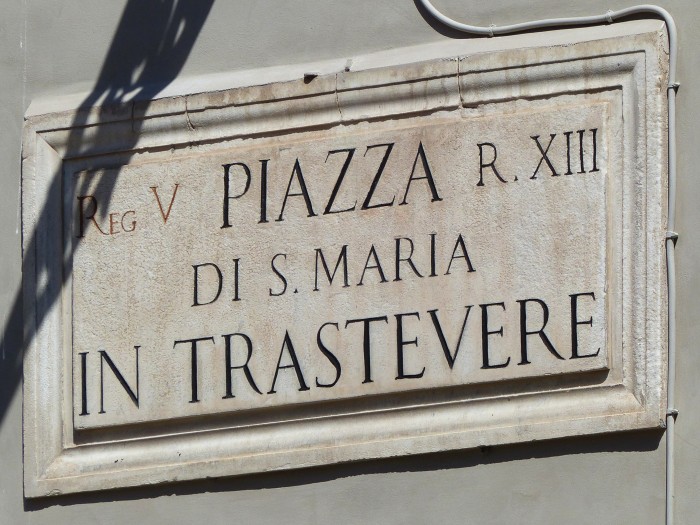 Reg V PIAZZA R. XIII
DI S. MARIA
IN TRASTEVERE